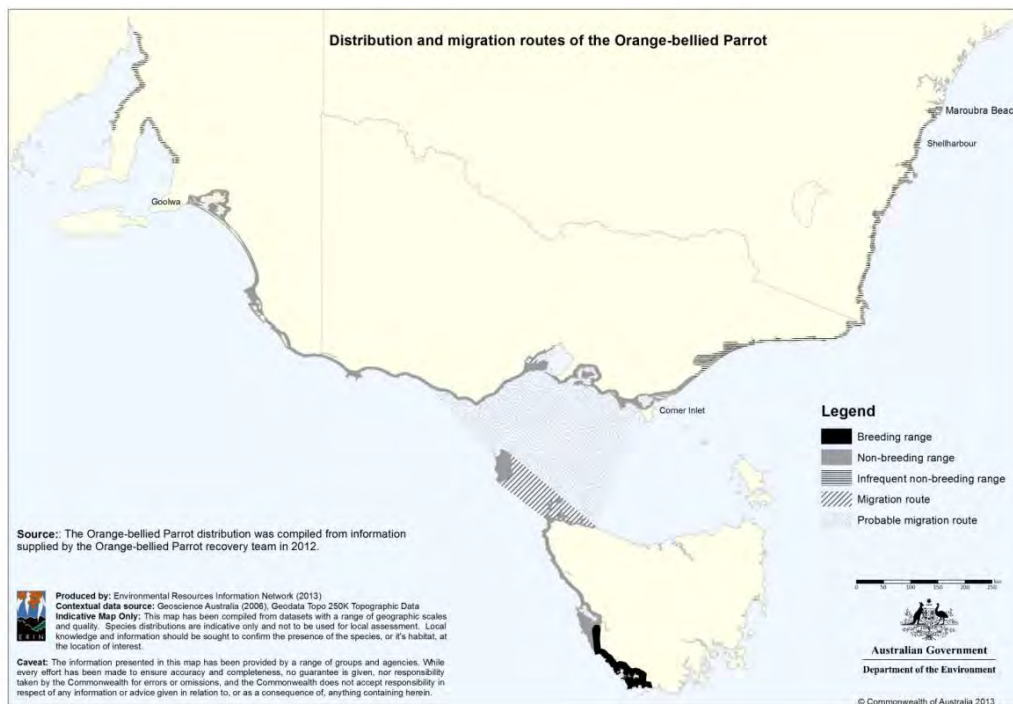 Distribution and migration routes of the Orange-bellied Parrot
Maroubra Beach
Shellharbour
Goolwa
Corner Inlet
Legend
Breeding range
Non-breeding range
Infrequent non-breeding range
Migration route
Probable migration route
Source:: The Orange-bellied Parrot distribution was compiled from information
supplied by the Orange-bellied Parrot recovery team in 2012.
ERIN
Produced by: Environmental Resources Information Network (2013)
Contextual data source: Geoscience Australia (2006), Geodata Topo 250K Topographic Data
Indicative Map Only: This map has been compiled from datasets with a range of geographic scales
and quality. Species distributions are indicative only and not to be used for local assessment. Local
knowledge and information should be sought to confirm the presence of the species, or it's habitat, at
the location of interest.
Caveat: The information presented in this map has been provided by a range of groups and agencies. While
every effort has been made to ensure accuracy and completeness, no guarantee is given, nor responsibility
taken by the Commonwealth for errors or omissions, and the Commonwealth does not accept responsibility in
respect of any information or advice given in relation to, or as a consequence of, anything containing herein.
0 50 100 150 200 250 km
Australian Government
Department of the Environment
© Commonwealth of Australia 2013